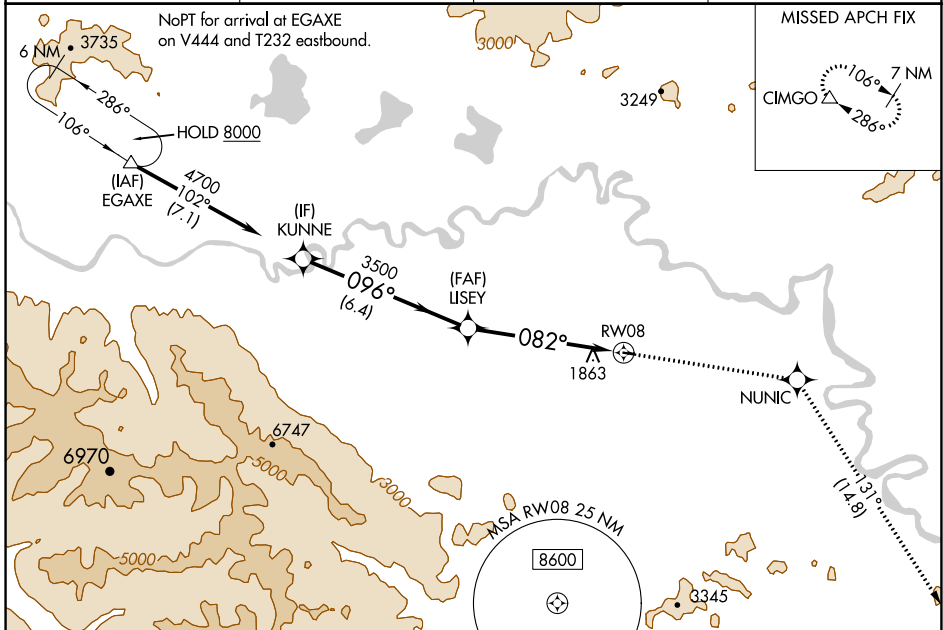 NoPT for arrival at EGAXE
on V444 and T232 eastbound.
6 NM
3735
3000
3249
MISSED APCH FIX
106°
7 NM
CIMGO
286°
286°
106°
HOLD 8000
(IAF)
EGAXE
4700
102°
(7.1)
(IF)
KUNNE
3500
096°
(6.4)
(FAF)
LISEY
082°
RW08
1863
NUNIC
131°
(14.8)
6747
6970
5000
3000
5000
MSA RW08 25 NM
8600
3345